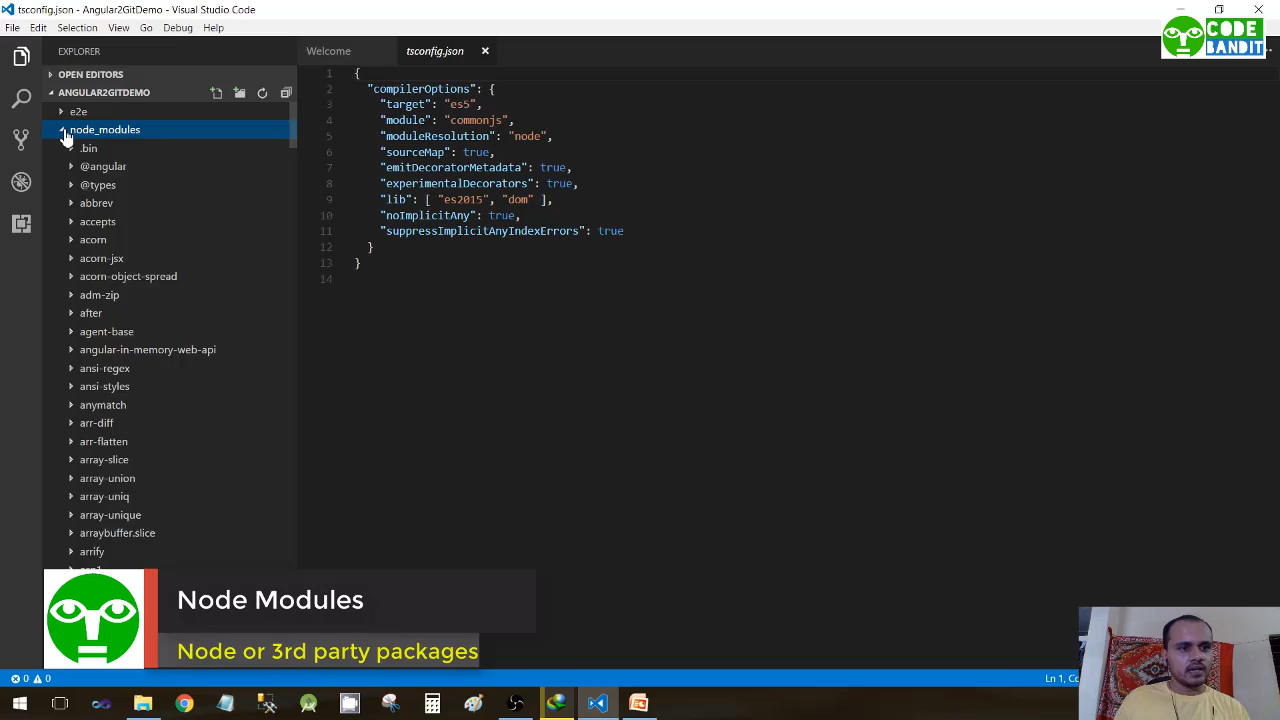 tsconfig.json - Angular2GitDemo - Visual Studio Code
File Edit Selection View Go Debug Help
CODE
BANDIT
EXPLORER
Welcome
tsconfig.json
OPEN EDITORS
ANGULAR2GITDEMO
e2e
node_modules
.bin
@angular
@types
abbrev
accepts
acorn
acorn-jsx
acorn-object-spread
adm-zip
after
agent-base
angular-in-memory-web-api
ansi-regex
ansi-styles
anymatch
arr-diff
arr-flatten
array-slice
array-union
array-uniq
array-unique
arraybuffer.slice
arrify
1 {
2 "compilerOptions": {
3 "target": "es5",
4 "module": "commonjs",
5 "moduleResolution": "node",
6 "sourceMap": true,
7 "emitDecoratorMetadata": true,
8 "experimentalDecorators": true,
9 "lib": [ "es2015", "dom" ],
10 "noImplicitAny": true,
11 "suppressImplicitAnyIndexErrors": true
12 }
13 }
14
Node Modules
Node or 3rd party packages
0 0
Ln 1,